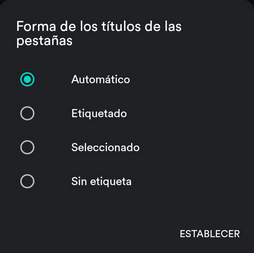 Forma de los títulos de las
pestañas
Automático
Etiquetado
Seleccionado
Sin etiqueta
ESTABLECER